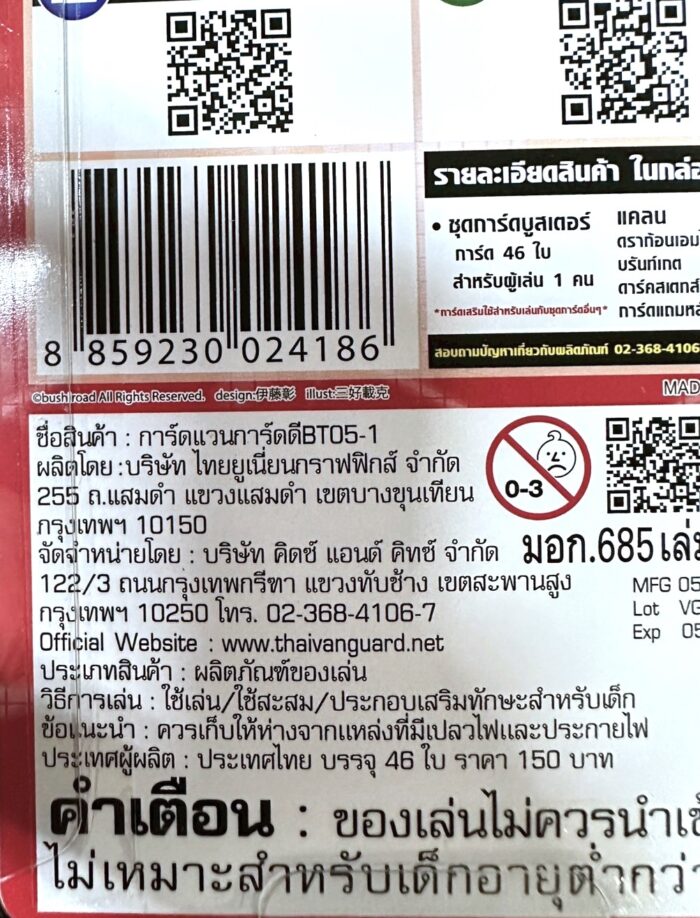 รายละเอียดสินค้า ในกล่อ
• ชุดการ์ดบูสเตอร์
การ์ด 46 ใบ
สำหรับผู้เล่น 1 คน
*การ์ดเสริมใช้สำหรับเล่นกับชุดการ์ดอื่นๆ*
แคลน
ดราก้อนเอม
บรันท์เกต
ดาร์คสเตกส์
การ์ดแถมหลั
สอบถามปัญหาเกี่ยวกับผลิตภัณฑ์ 02-368-4106
8 859230 024186
©bushiroad All Rights Reserved. design:伊藤彰 illust:三好載克
MAD
ชื่อสินค้า : การ์ดแวนการ์ดดีBT05-1
ผลิตโดย :บริษัท ไทยยูเนี่ยนกราฟฟิกส์ จำกัด
255 ถ.แสมดำ แขวงแสมดำ เขตบางขุนเทียน
กรุงเทพฯ 10150
จัดจำหน่ายโดย : บริษัท คิดซ์ แอนด์ คิทซ์ จำกัด
122/3 ถนนกรุงเทพกรีฑา แขวงทับช้าง เขตสะพานสูง
กรุงเทพฯ 10250 โทร. 02-368-4106-7
Official Website : www.thaivanguard.net
ประเภทสินค้า : ผลิตภัณฑ์ของเล่น
วิธีการเล่น : ใช้เล่น/ใช้สะสม/ประกอบเสริมทักษะสำหรับเด็ก
ข้อแนะนำ : ควรเก็บให้ห่างจากแหล่งที่มีเปลวไฟและประกายไฟ
ประเทศผู้ผลิต : ประเทศไทย บรรจุ 46 ใบ ราคา 150 บาท
0-3
มอก.685เล่ม
MFG 05
Lot VG
Exp 05
คำเตือน : ของเล่นไม่ควรนำเข้
ไม่เหมาะสำหรับเด็กอายุต่ำกว่า